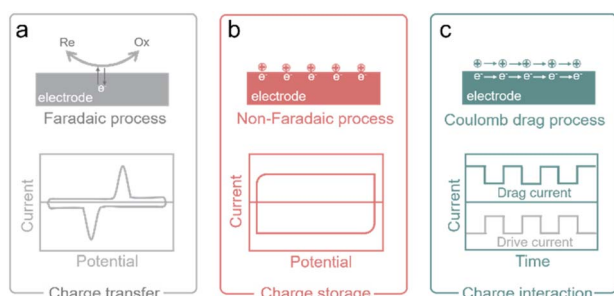 a
Re
Ox
e⁻
electrode
Faradaic process
Current
Potential
Charge transfer
b
⊕ ⊕ ⊕ ⊕ ⊕
e⁻ e⁻ e⁻ e⁻ e⁻
electrode
Non-Faradaic process
Current
Potential
Charge storage
c
⊕→⊕→⊕→⊕→⊕
e⁻→e⁻→e⁻→e⁻→e⁻
electrode
Coulomb drag process
Current
Drag current
Drive current
Time
Charge interaction